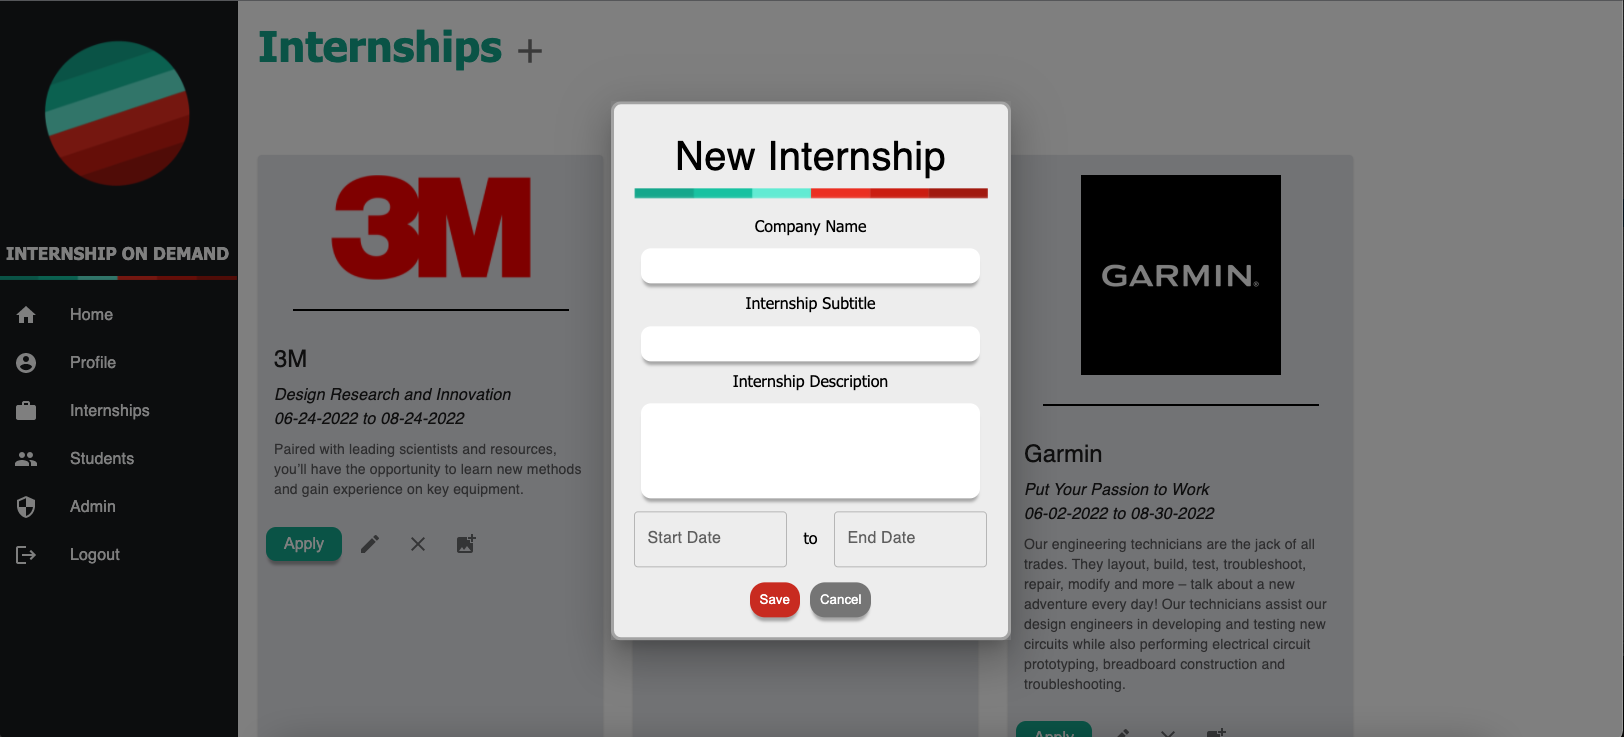 INTERNSHIP ON DEMAND
Home
Profile
Internships
Students
Admin
Logout
Internships +
3M
3M
Design Research and Innovation
06-24-2022 to 08-24-2022
Paired with leading scientists and resources,
you'll have the opportunity to learn new methods
and gain experience on key equipment.
Apply
New Internship
Company Name
Internship Subtitle
Internship Description
Start Date
to
End Date
Save
Cancel
GARMIN®
Garmin
Put Your Passion to Work
06-02-2022 to 08-30-2022
Our engineering technicians are the jack of all
trades. They layout, build, test, troubleshoot,
repair, modify and more – talk about a new
adventure every day! Our technicians assist our
design engineers in developing and testing new
circuits while also performing electrical circuit
prototyping, breadboard construction and
troubleshooting.
Apply